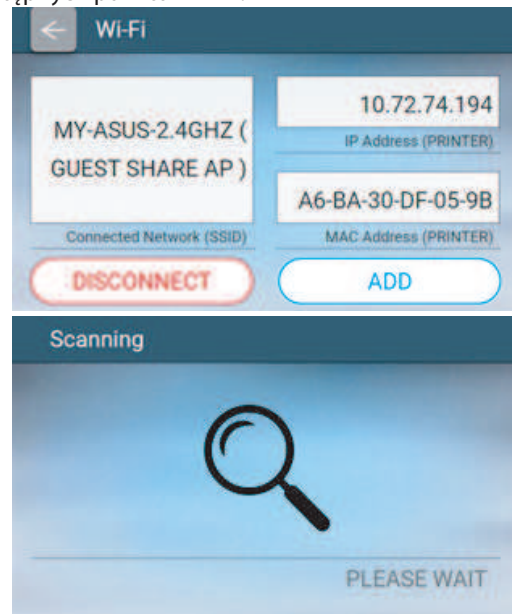 Wi-Fi
MY-ASUS-2.4GHZ (
GUEST SHARE AP )
Connected Network (SSID)
10.72.74.194
IP Address (PRINTER)
A6-BA-30-DF-05-9B
MAC Address (PRINTER)
DISCONNECT
ADD
Scanning
PLEASE WAIT